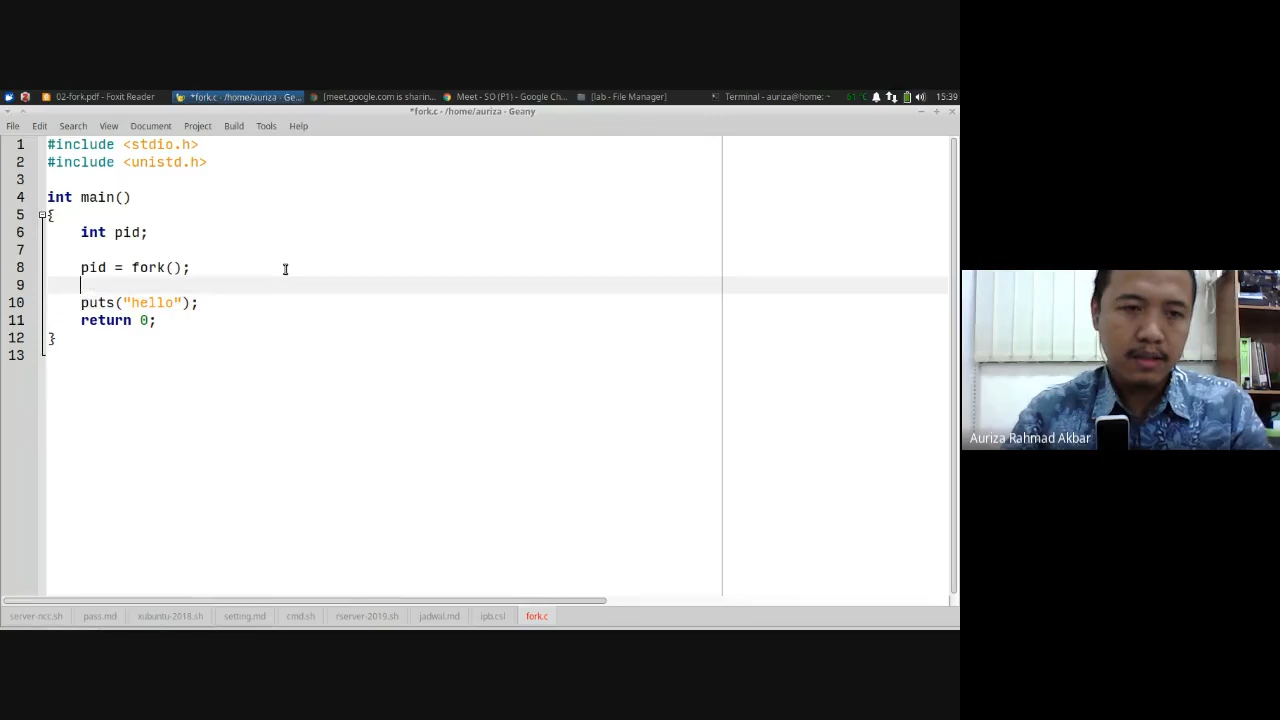 02-fork.pdf - Foxit Reader
*fork.c - /home/auriza - Ge...
[meet.google.com is sharin...
Meet - SO (P1) - Google Ch...
[lab - File Manager]
Terminal - auriza@home: ~
61°C
15:39
*fork.c - /home/auriza - Geany
File Edit Search View Document Project Build Tools Help
1 #include <stdio.h>
2 #include <unistd.h>
3
4 int main()
5 {
6 int pid;
7
8 pid = fork();
9
10 puts("hello");
11 return 0;
12 }
13
Auriza Rahmad Akbar
server-ncc.sh pass.md xubuntu-2018.sh setting.md cmd.sh rserver-2019.sh jadwal.md ipb.csl fork.c